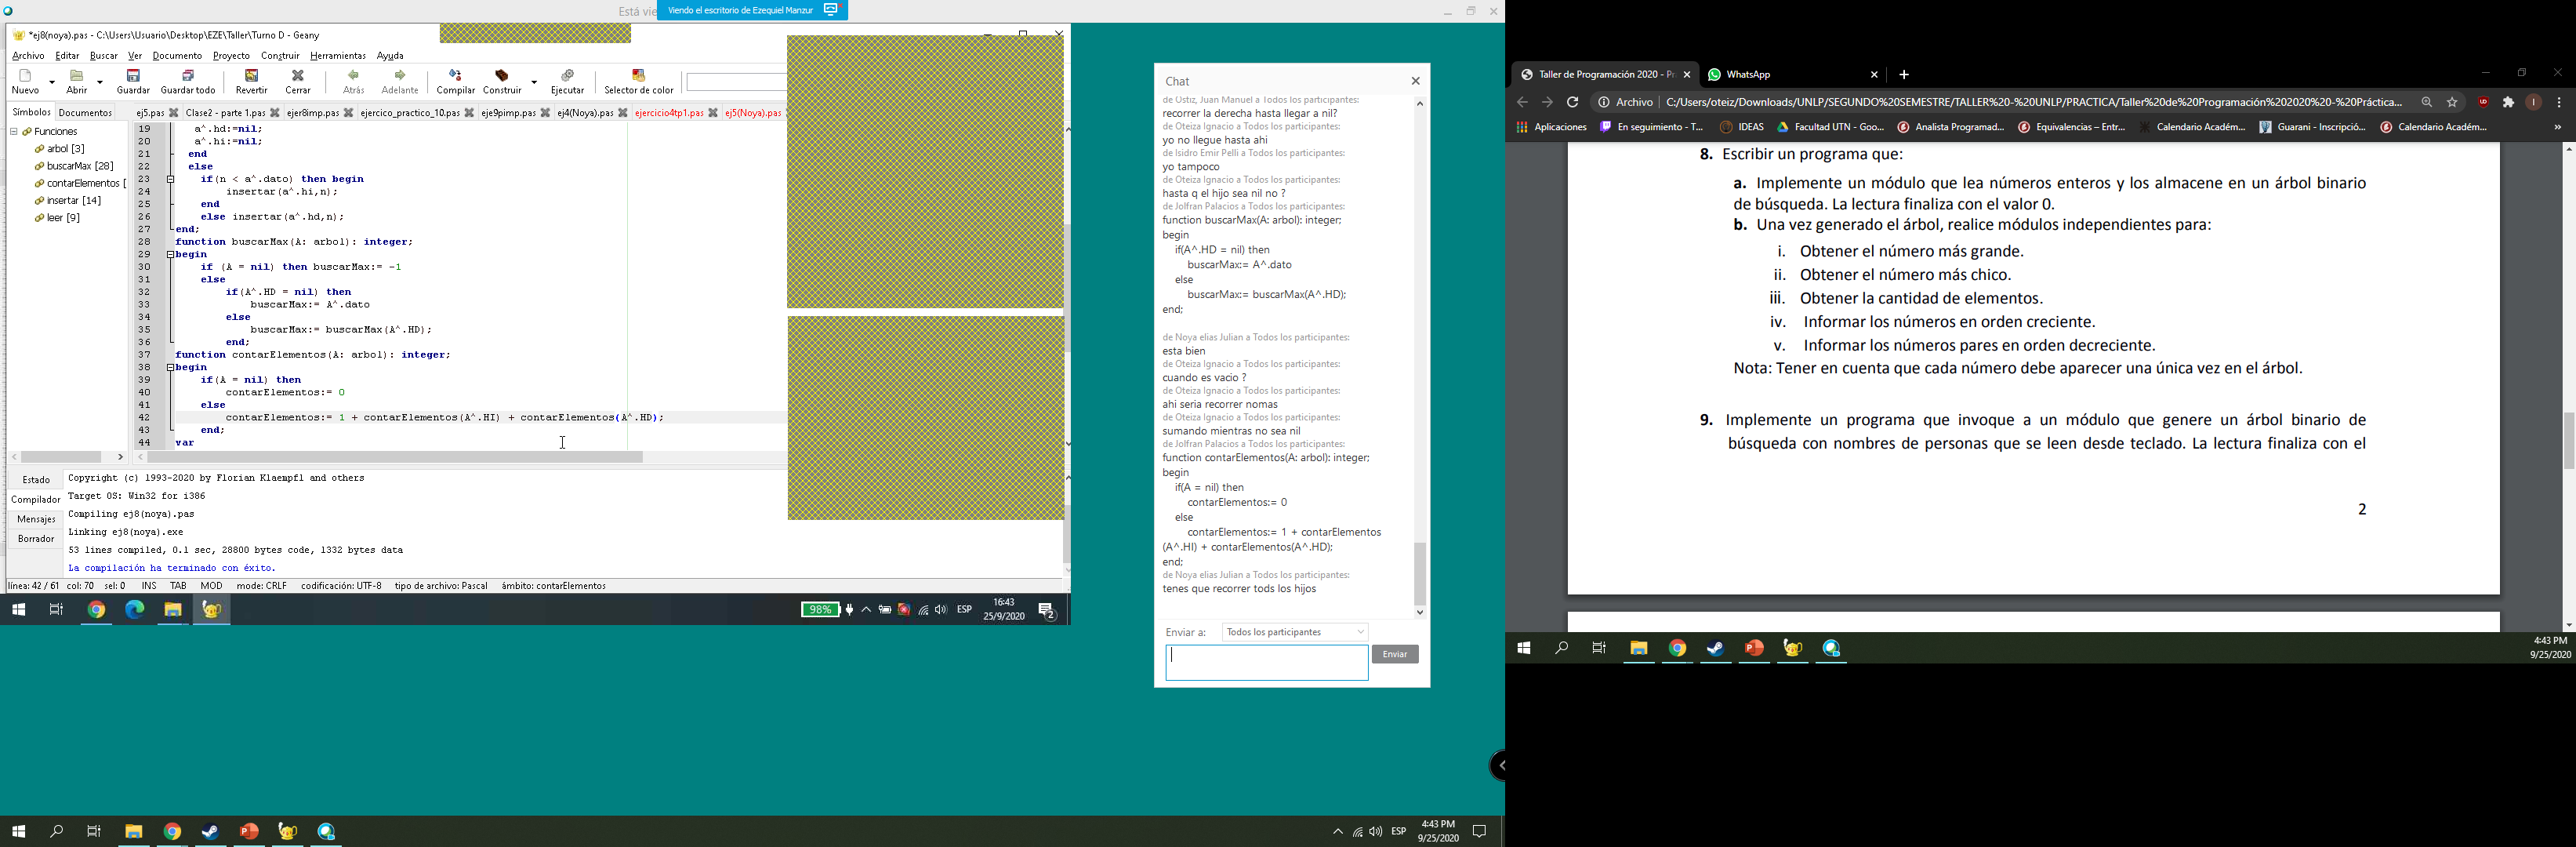 Está vie
Viendo el escritorio de Ezequiel Manzur
*ej8(noya).pas - C:\Users\Usuario\Desktop\EZE\Taller\Turno D - Geany
Archivo Editar Buscar Ver Documento Proyecto Construir Herramientas Ayuda
Nuevo Abrir Guardar Guardar todo Revertir Cerrar Atrás Adelante Compilar Construir Ejecutar Selector de color
Símbolos Documentos
ej5.pas Clase2 - parte 1.pas ejer8imp.pas ejercico_practico_10.pas eje9pimp.pas ej4(Noya).pas ejercicio4tp1.pas ej5(Noya).pas
Funciones
arbol [3]
buscarMax [28]
contarElementos [
insertar [14]
leer [9]
19 a^.hd:=nil;
20 a^.hi:=nil;
21 end
22 else
23 if(n < a^.dato) then begin
24 insertar(a^.hi,n);
25 end
26 else insertar(a^.hd,n);
27 end;
28 function buscarMax(A: arbol): integer;
29 begin
30 if (A = nil) then buscarMax:= -1
31 else
32 if(A^.HD = nil) then
33 buscarMax:= A^.dato
34 else
35 buscarMax:= buscarMax(A^.HD);
36 end;
37 function contarElementos(A: arbol): integer;
38 begin
39 if(A = nil) then
40 contarElementos:= 0
41 else
42 contarElementos:= 1 + contarElementos(A^.HI) + contarElementos(A^.HD);
43 end;
44 var
Estado
Compilador
Mensajes
Borrador
Copyright (c) 1993-2020 by Florian Klaempfl and others
Target OS: Win32 for i386
Compiling ej8(noya).pas
Linking ej8(noya).exe
53 lines compiled, 0.1 sec, 28800 bytes code, 1332 bytes data
La compilación ha terminado con éxito.
línea: 42 / 61 col: 70 sel: 0 INS TAB MOD mode: CRLF codificación: UTF-8 tipo de archivo: Pascal ámbito: contarElementos
98% ESP 16:43
25/9/2020 2
Chat
de Ostiz, Juan Manuel a Todos los participantes:
recorrer la derecha hasta llegar a nil?
de Oteiza Ignacio a Todos los participantes:
yo no llegue hasta ahi
de Isidro Emir Pelli a Todos los participantes:
yo tampoco
de Oteiza Ignacio a Todos los participantes:
hasta q el hijo sea nil no ?
de Jolfran Palacios a Todos los participantes:
function buscarMax(A: arbol): integer;
begin
if(A^.HD = nil) then
buscarMax:= A^.dato
else
buscarMax:= buscarMax(A^.HD);
end;
de Noya elias Julian a Todos los participantes:
esta bien
de Oteiza Ignacio a Todos los participantes:
cuando es vacio ?
de Oteiza Ignacio a Todos los participantes:
ahi seria recorrer nomas
de Oteiza Ignacio a Todos los participantes:
sumando mientras no sea nil
de Jolfran Palacios a Todos los participantes:
function contarElementos(A: arbol): integer;
begin
if(A = nil) then
contarElementos:= 0
else
contarElementos:= 1 + contarElementos
(A^.HI) + contarElementos(A^.HD);
end;
de Noya elias Julian a Todos los participantes:
tenes que recorrer tods los hijos
Enviar a: Todos los participantes
Enviar
ESP 4:43 PM
9/25/2020
Taller de Programación 2020 - Pr WhatsApp
Archivo C:/Users/oteiz/Downloads/UNLP/SEGUNDO%20SEMESTRE/TALLER%20-%20UNLP/PRACTICA/Taller%20de%20Programación%202020%20-%20Práctica...
Aplicaciones En seguimiento - T... IDEAS Facultad UTN - Goo... Analista Programad... Equivalencias – Entr... Calendario Académ... Guarani - Inscripció... Calendario Académ... »
8. Escribir un programa que:
a. Implemente un módulo que lea números enteros y los almacene en un árbol binario
de búsqueda. La lectura finaliza con el valor 0.
b. Una vez generado el árbol, realice módulos independientes para:
i. Obtener el número más grande.
ii. Obtener el número más chico.
iii. Obtener la cantidad de elementos.
iv. Informar los números en orden creciente.
v. Informar los números pares en orden decreciente.
Nota: Tener en cuenta que cada número debe aparecer una única vez en el árbol.
9. Implemente un programa que invoque a un módulo que genere un árbol binario de
búsqueda con nombres de personas que se leen desde teclado. La lectura finaliza con el
2
4:43 PM
9/25/2020